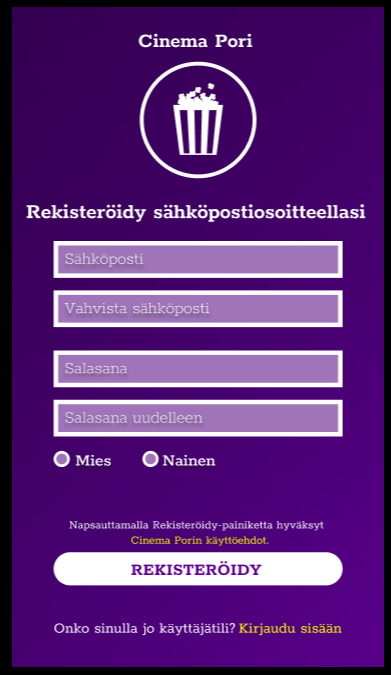 Cinema Pori
Rekisteröidy sähköpostiosoitteellasi
Sähköposti
Vahvista sähköposti
Salasana
Salasana uudelleen
Mies Nainen
Napsauttamalla Rekisteröidy-painiketta hyväksyt
Cinema Porin käyttöehdot.
REKISTERÖIDY
Onko sinulla jo käyttäjätili? Kirjaudu sisään